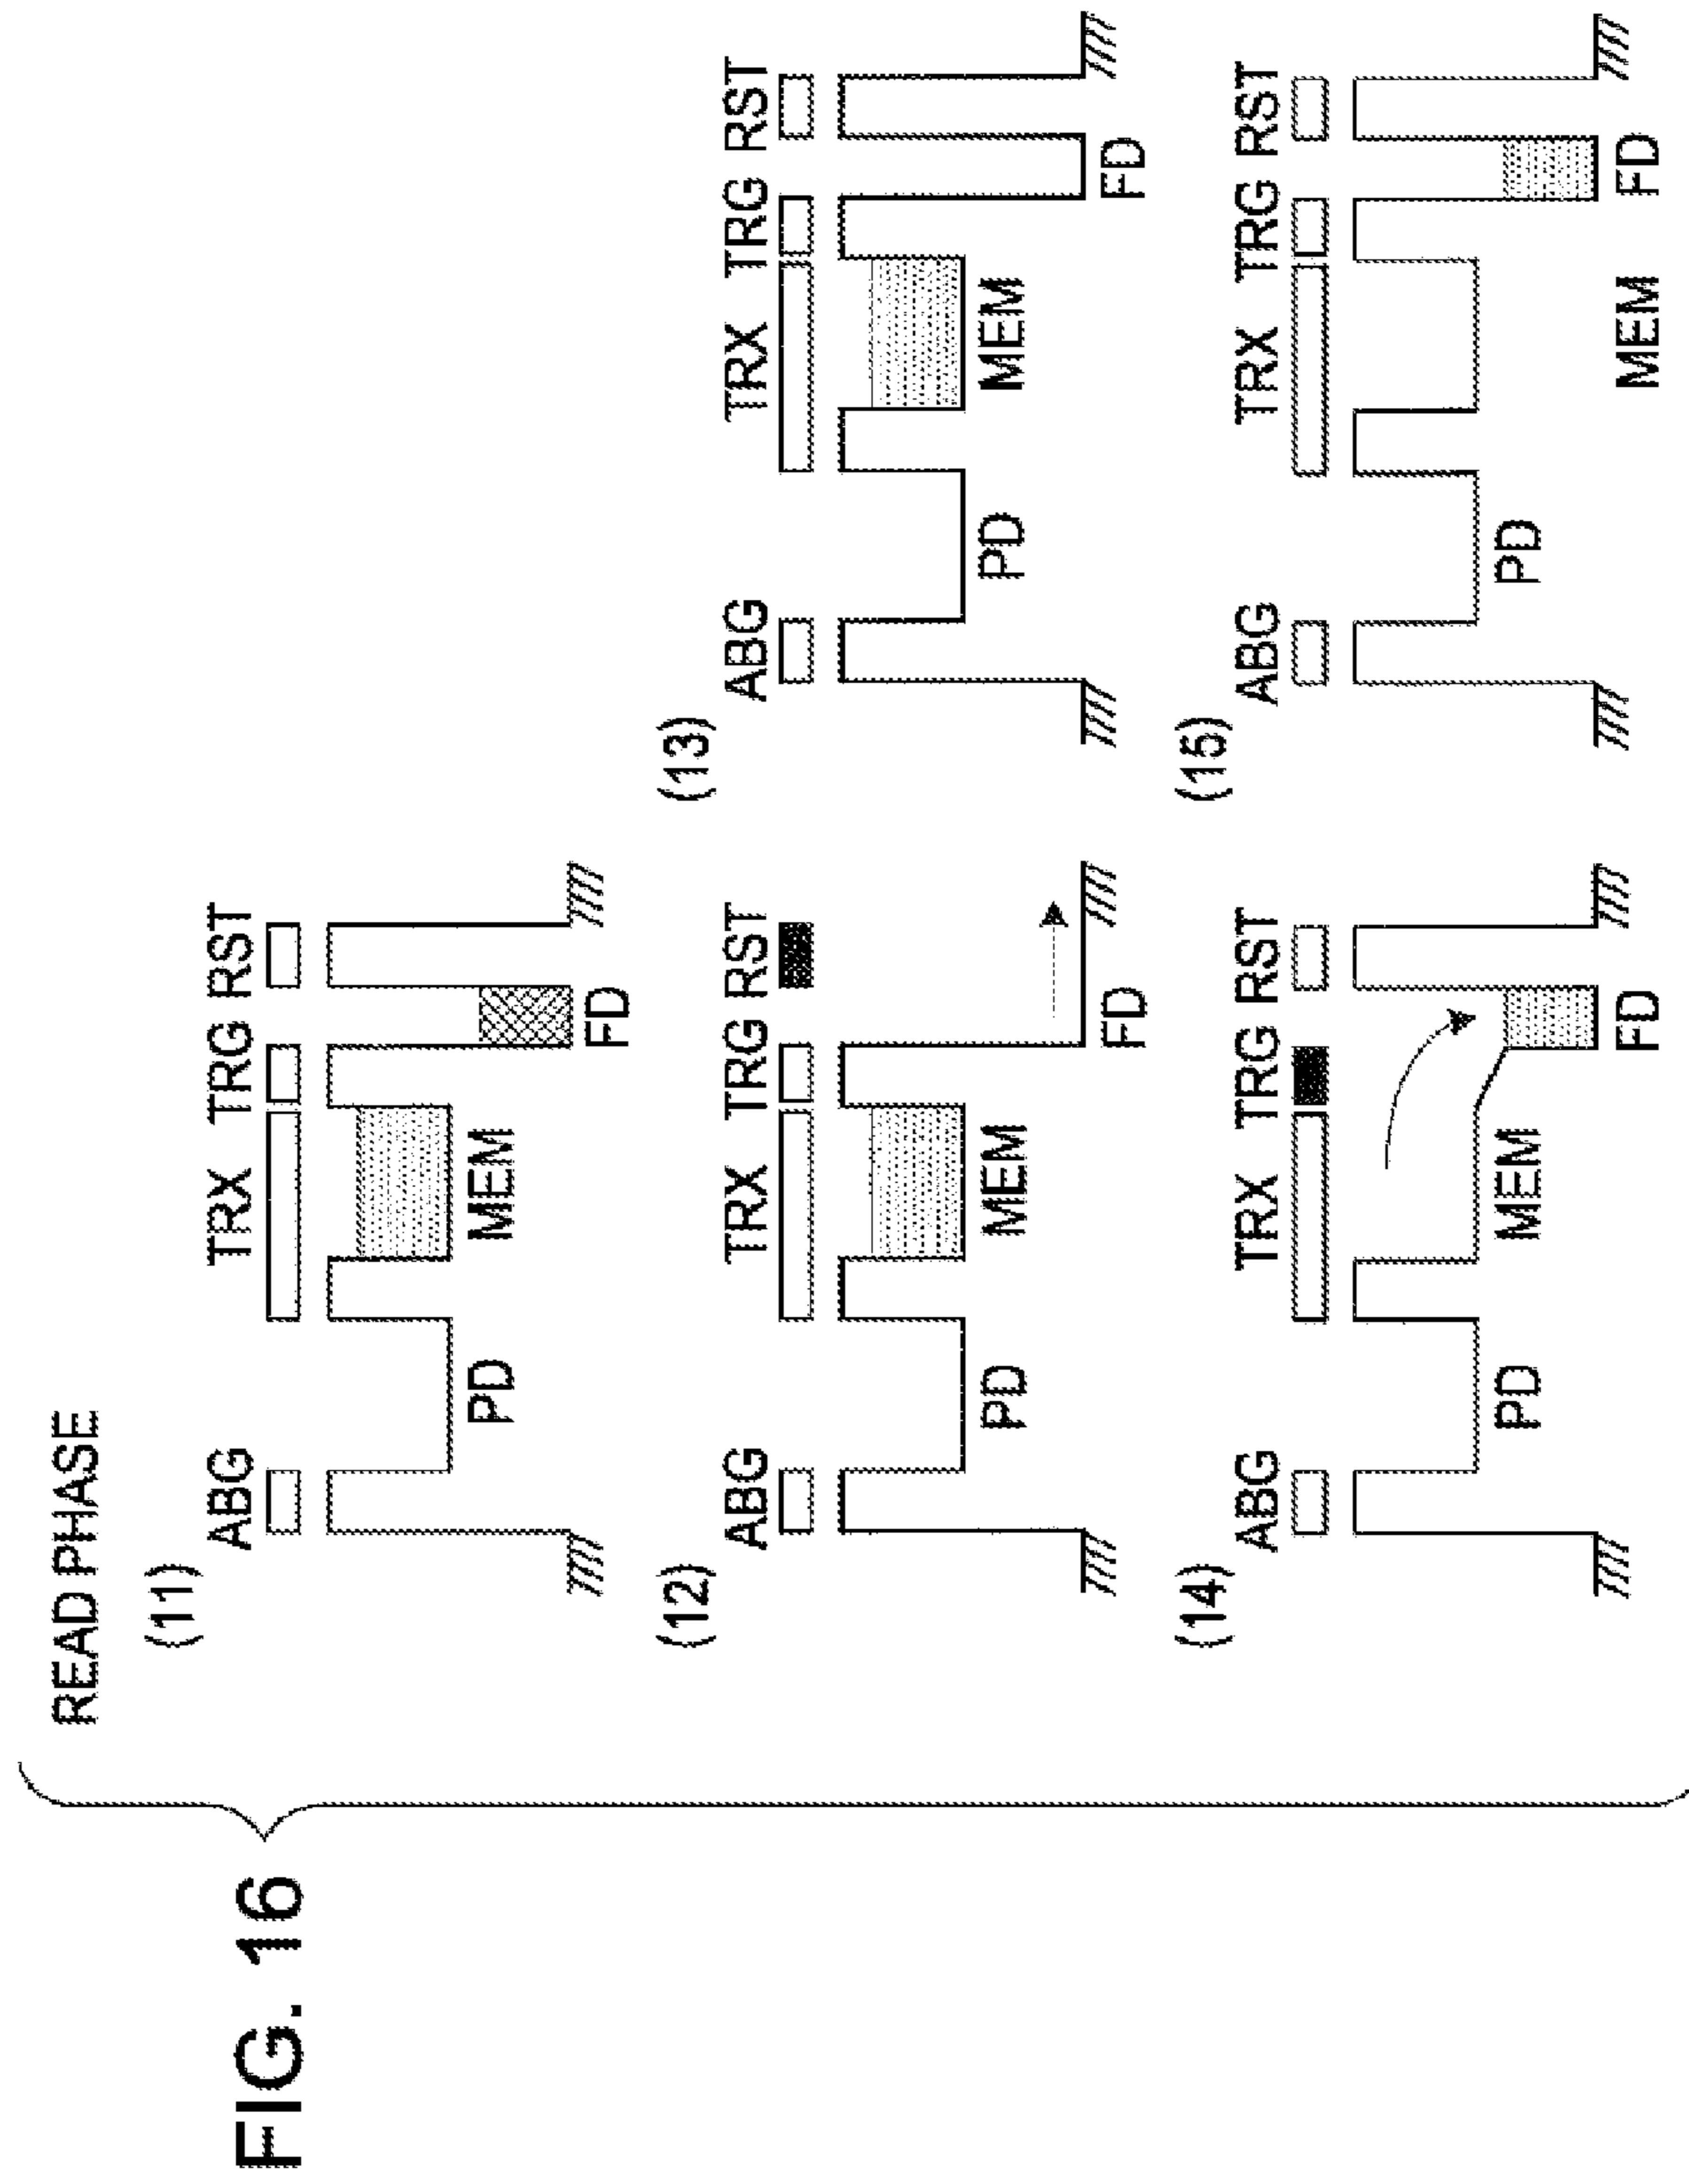 FIG. 16
READ PHASE
(11)
ABG TRX TRG RST
PD MEM FD
(12)
ABG TRX TRG RST
PD MEM FD
(13)
ABG TRX TRG RST
PD MEM FD
(14)
ABG TRX TRG RST
PD MEM FD
(15)
ABG TRX TRG RST
PD MEM FD